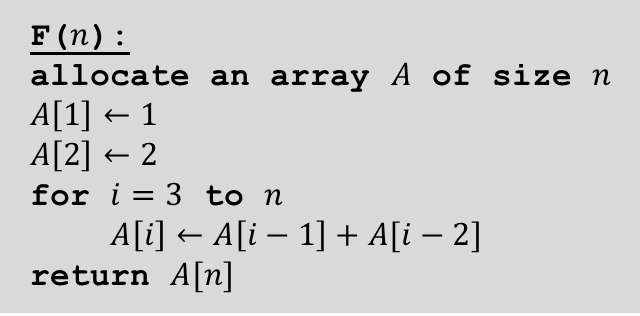 F(n):
allocate an array A of size n
A[1] ← 1
A[2] ← 2
for i = 3 to n
A[i] ← A[i − 1] + A[i − 2]
return A[n]